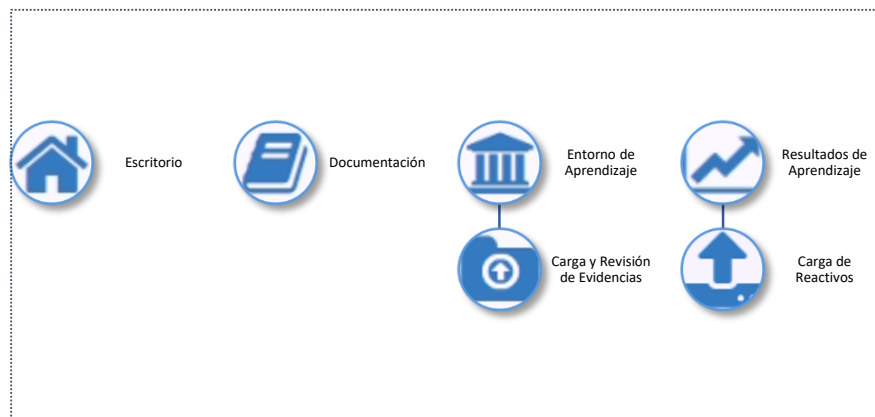 Escritorio
Documentación
Entorno de
Aprendizaje
Resultados de
Aprendizaje
Carga y Revisión
de Evidencias
Carga de
Reactivos